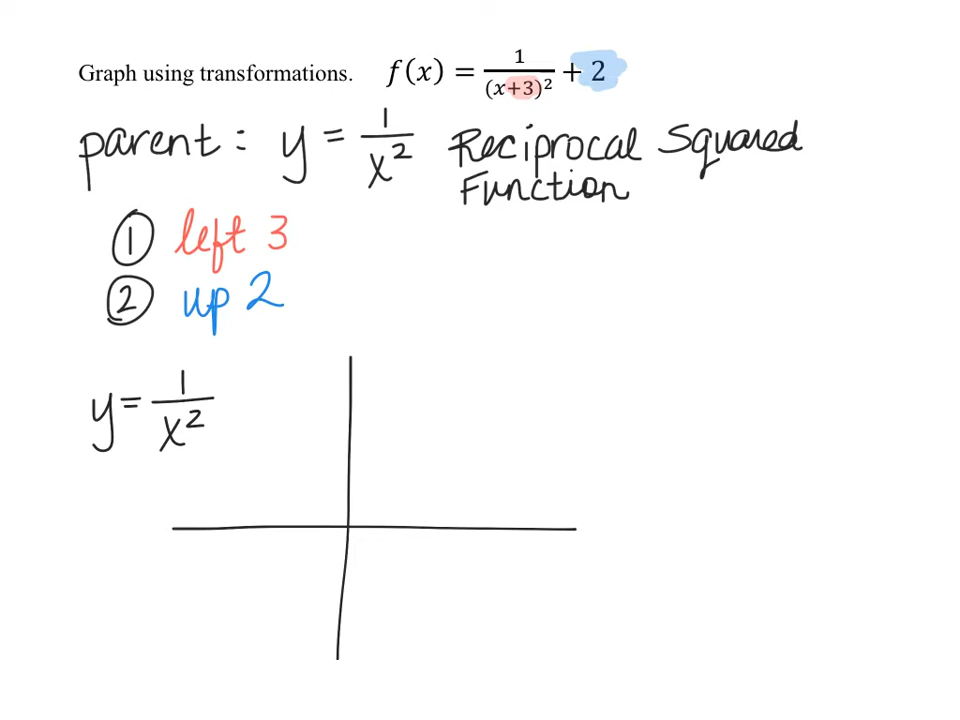 Graph using transformations. f(x) = 1/(x+3)² + 2
parent: y = 1/x² Reciprocal Squared
Function
① left 3
② up 2
y = 1/x²